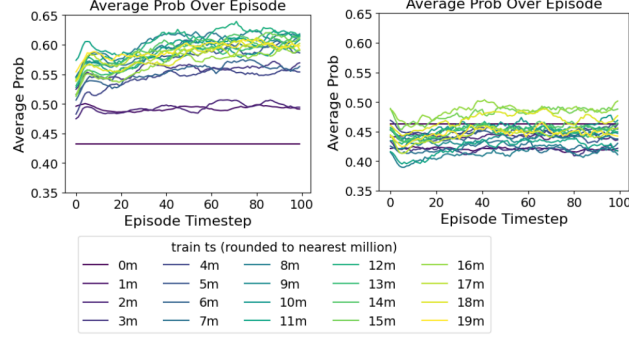 Average Prob Over Episode
Average Prob
0.65
0.60
0.55
0.50
0.45
0.40
0.35
0 20 40 60 80 100
Episode Timestep
Average Prob Over Episode
Average Prob
0.65
0.60
0.55
0.50
0.45
0.40
0.35
0 20 40 60 80 100
Episode Timestep
train ts (rounded to nearest million)
0m 4m 8m 12m 16m
1m 5m 9m 13m 17m
2m 6m 10m 14m 18m
3m 7m 11m 15m 19m